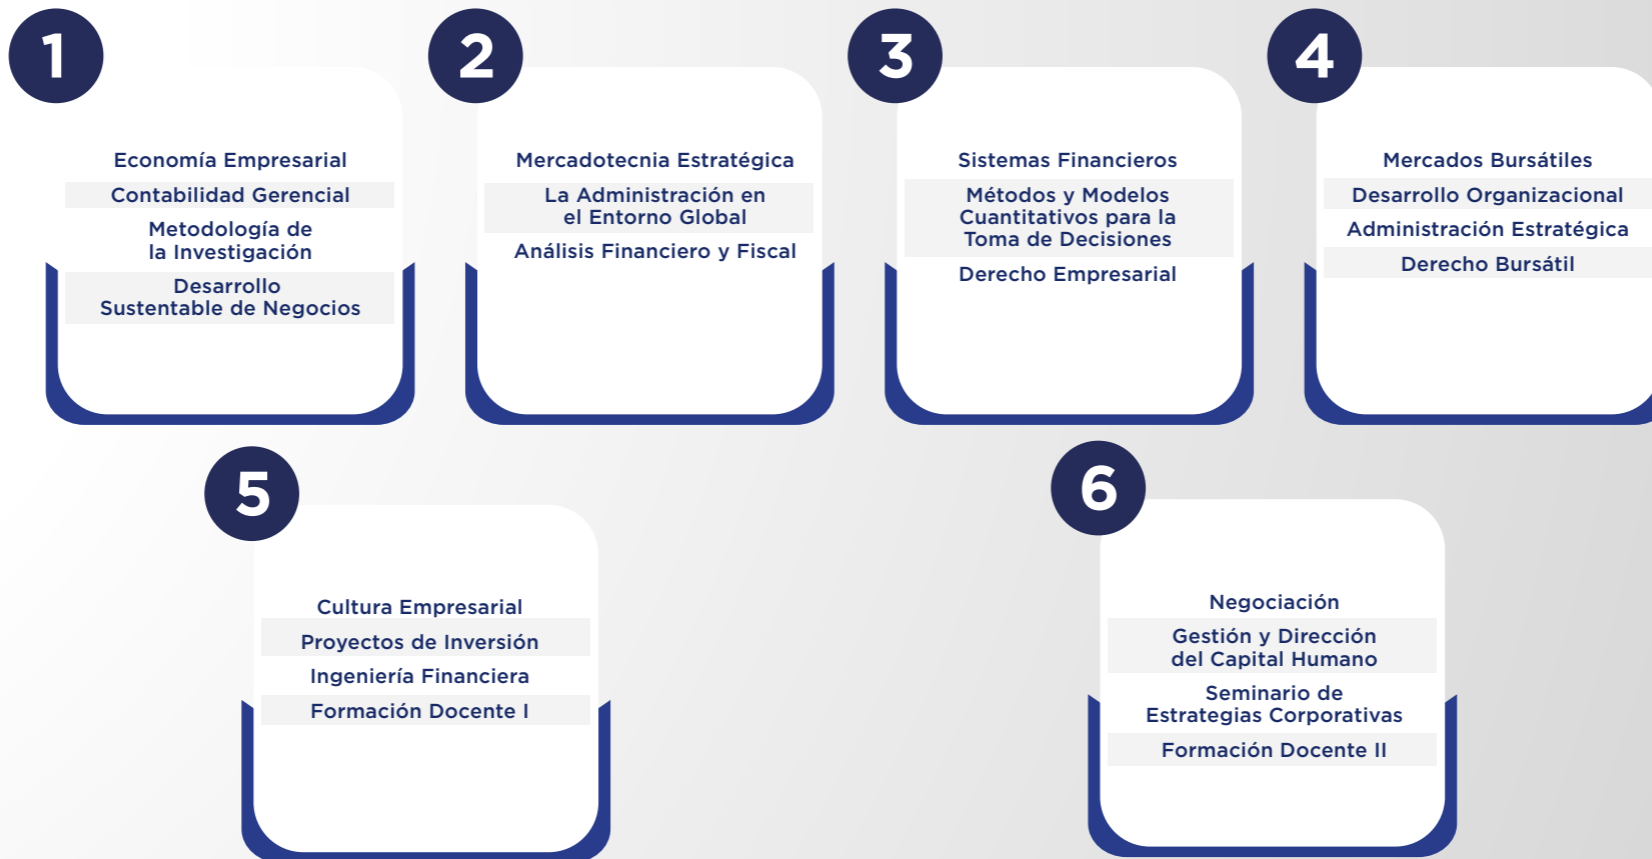 1
Economía Empresarial
Contabilidad Gerencial
Metodología de
la Investigación
Desarrollo
Sustentable de Negocios
2
Mercadotecnia Estratégica
La Administración en
el Entorno Global
Análisis Financiero y Fiscal
3
Sistemas Financieros
Métodos y Modelos
Cuantitativos para la
Toma de Decisiones
Derecho Empresarial
4
Mercados Bursátiles
Desarrollo Organizacional
Administración Estratégica
Derecho Bursátil
5
Cultura Empresarial
Proyectos de Inversión
Ingeniería Financiera
Formación Docente I
6
Negociación
Gestión y Dirección
del Capital Humano
Seminario de
Estrategias Corporativas
Formación Docente II